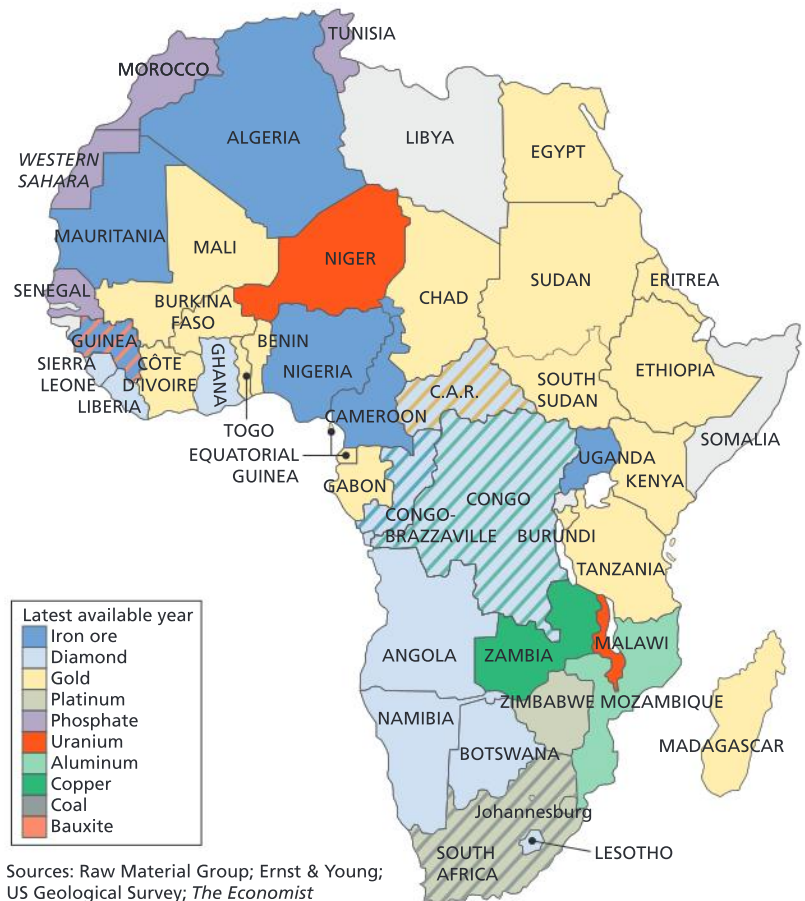 TUNISIA
MOROCCO
ALGERIA
LIBYA
EGYPT
WESTERN
SAHARA
MAURITANIA
MALI
NIGER
CHAD
SUDAN
ERITREA
SENEGAL
BURKINA
FASO
GUINEA
BENIN
NIGERIA
SIERRA
LEONE
CÔTE
D'IVOIRE
GHANA
LIBERIA
C.A.R.
SOUTH
SUDAN
ETHIOPIA
CAMEROON
TOGO
EQUATORIAL
GUINEA
SOMALIA
UGANDA
KENYA
GABON
CONGO
CONGO-
BRAZZAVILLE
BURUNDI
TANZANIA
ANGOLA
ZAMBIA
MALAWI
ZIMBABWE
MOZAMBIQUE
NAMIBIA
BOTSWANA
MADAGASCAR
Johannesburg
SOUTH
AFRICA
LESOTHO
Latest available year
Iron ore
Diamond
Gold
Platinum
Phosphate
Uranium
Aluminum
Copper
Coal
Bauxite
Sources: Raw Material Group; Ernst & Young;
US Geological Survey; The Economist